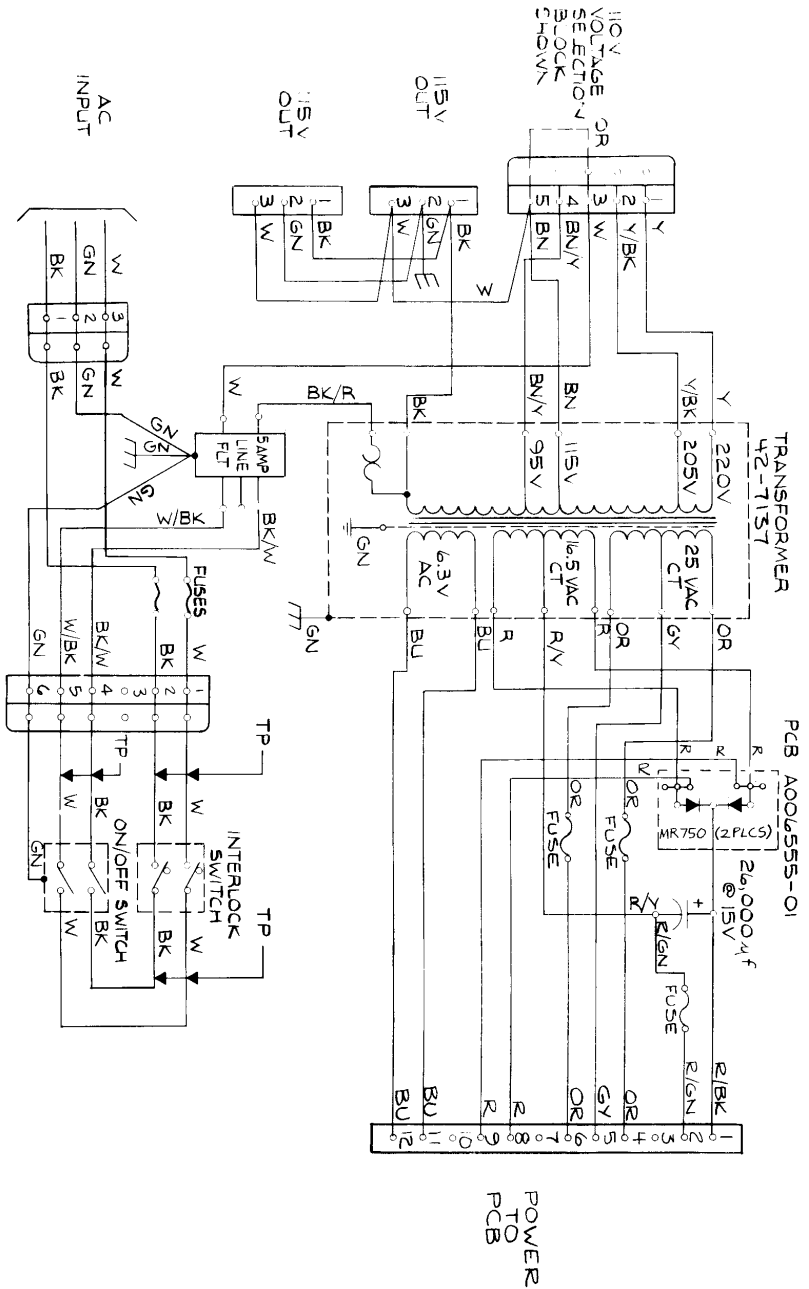 110V
VOLTAGE
SELECTION
BLOCK
SHOWN
OR
1
2
3
4
5
Y
Y/BK
W
BN/Y
BN
115V
OUT
1
2
3
BK
GN
W
115V
OUT
1
2
3
BK
GN
W
W
AC
INPUT
W
GN
BK
3
2
1
W
GN
BK
GN
GN
GN
W
BK/R
5 AMP
LINE
FLT
W/BK
BK/W
TRANSFORMER
42-7137
Y
Y/BK
BN
BN/Y
BK
220V
205V
115V
95V
25 VAC
CT
16.5 VAC
CT
6.3V
AC
GN
GN
OR
GY
OR
R
R/Y
R
BU
BU
FUSES
W
BK
BK/W
W/BK
GN
1
2
3
4
5
6
TP
TP
W
BK
BK
W
GN
INTERLOCK
SWITCH
ON/OFF SWITCH
TP
W
BK
BK
W
PCB A006555-01
R
R
R
R
MR750 (2PLCS)
26,000µf
@15V
+
OR
OR
FUSE
FUSE
R/Y
R/GN
FUSE
R/BK
R/GN
OR
GY
OR
R
R
BU
BU
1
2
3
4
5
6
7
8
9
10
11
12
POWER
TO
PCB